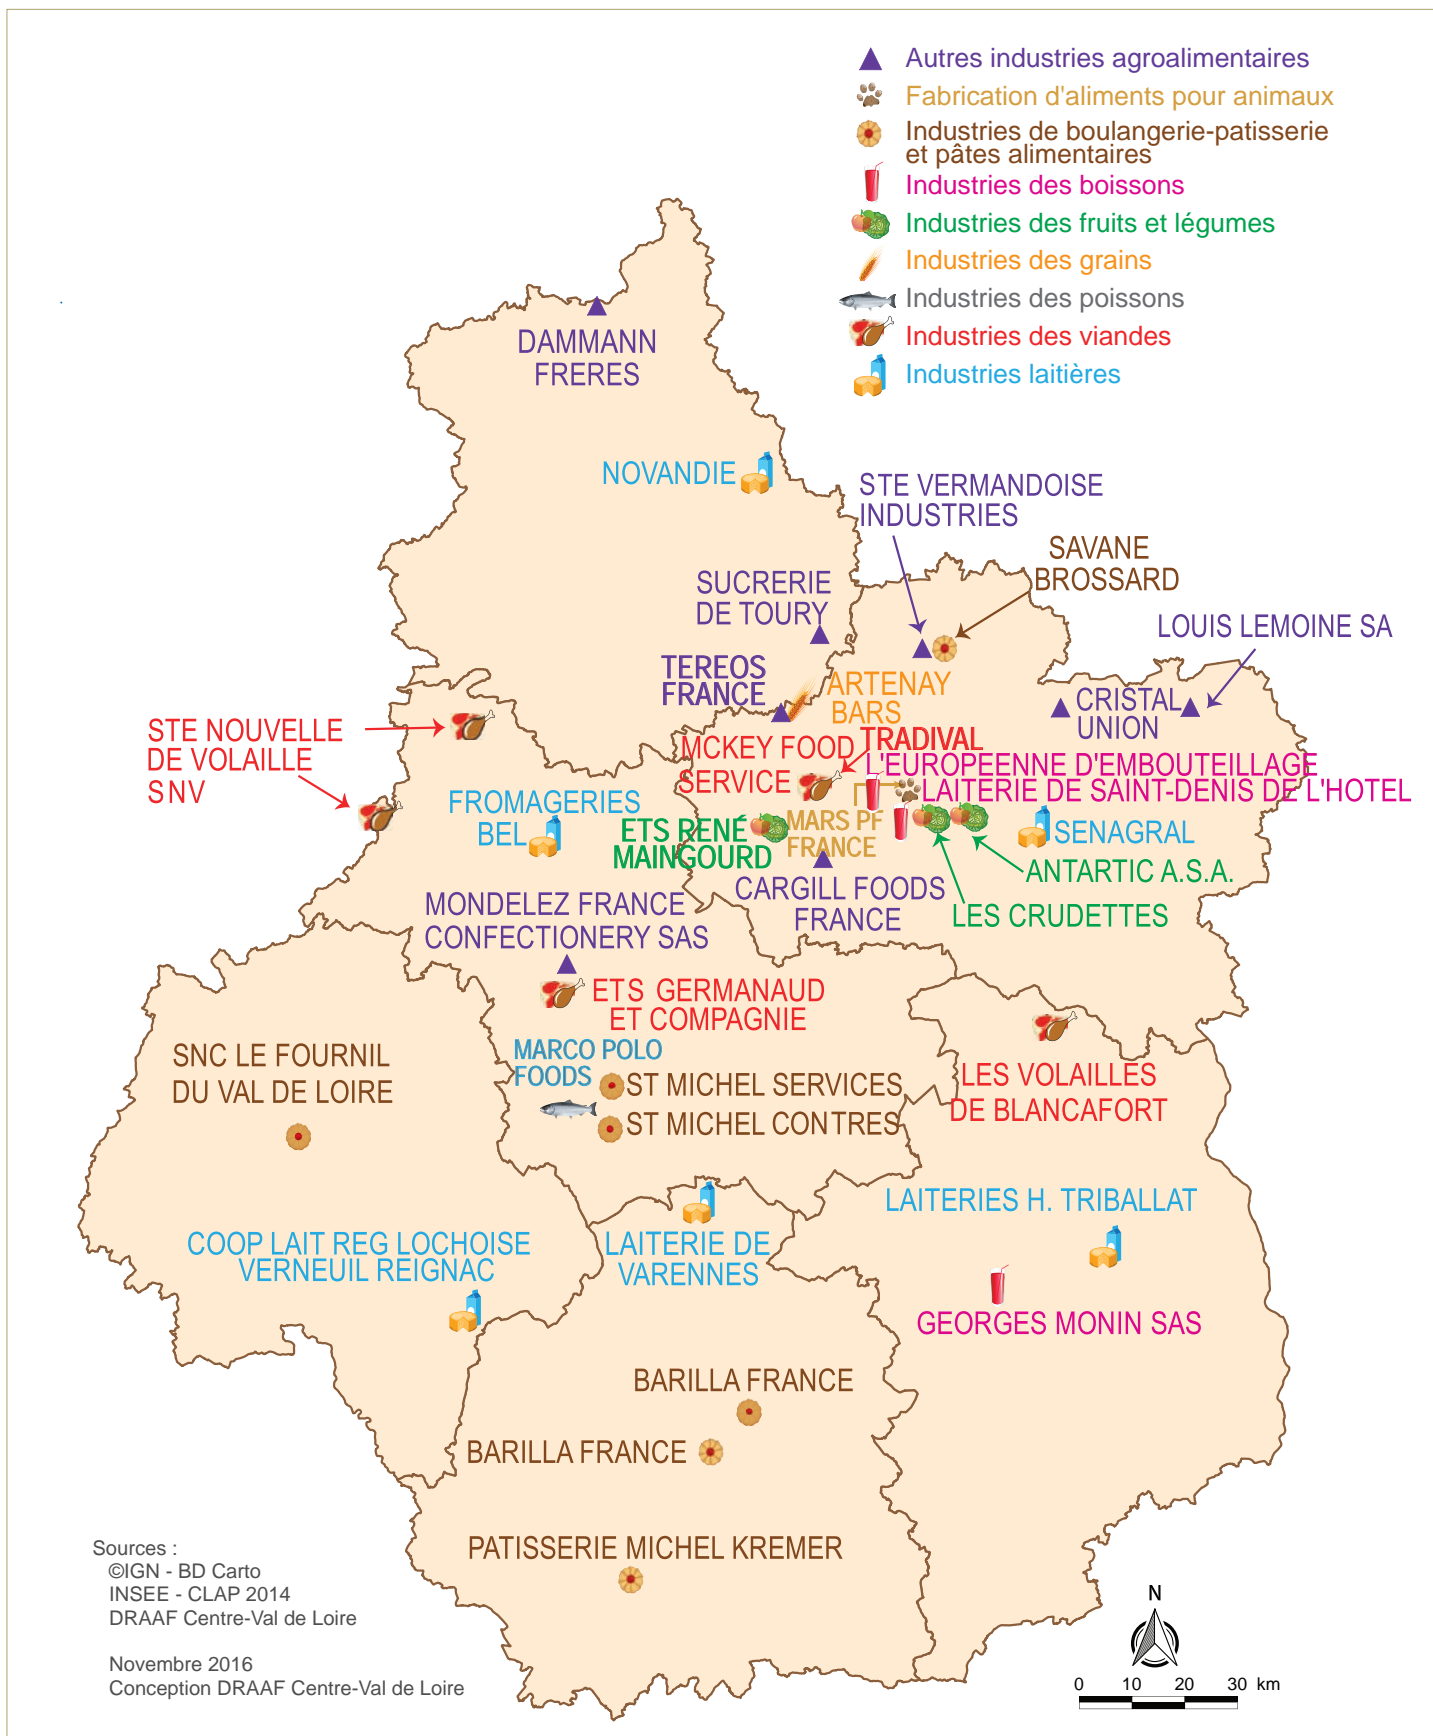 Autres industries agroalimentaires
Fabrication d'aliments pour animaux
Industries de boulangerie-patisserie
et pâtes alimentaires
Industries des boissons
Industries des fruits et légumes
Industries des grains
Industries des poissons
Industries des viandes
Industries laitières
DAMMANN
FRERES
NOVANDIE
STE VERMANDOISE
INDUSTRIES
SAVANE
BROSSARD
SUCRERIE
DE TOURY
LOUIS LEMOINE SA
TEREOS
FRANCE
ARTENAY
BARS
CRISTAL
UNION
STE NOUVELLE
DE VOLAILLE
SNV
MCKEY FOOD
SERVICE
TRADIVAL
L'EUROPEENNE D'EMBOUTEILLAGE
LAITERIE DE SAINT-DENIS DE L'HOTEL
FROMAGERIES
BEL
ETS RENÉ
MAINGOURD
MARS PF
FRANCE
SENAGRAL
ANTARTIC A.S.A.
CARGILL FOODS
FRANCE
LES CRUDETTES
MONDELEZ FRANCE
CONFECTIONERY SAS
ETS GERMANAUD
ET COMPAGNIE
SNC LE FOURNIL
DU VAL DE LOIRE
MARCO POLO
FOODS
ST MICHEL SERVICES
ST MICHEL CONTRES
LES VOLAILLES
DE BLANCAFORT
LAITERIES H. TRIBALLAT
COOP LAIT REG LOCHOISE
VERNEUIL REIGNAC
LAITERIE DE
VARENNES
GEORGES MONIN SAS
BARILLA FRANCE
BARILLA FRANCE
PATISSERIE MICHEL KREMER
Sources :
©IGN - BD Carto
INSEE - CLAP 2014
DRAAF Centre-Val de Loire
Novembre 2016
Conception DRAAF Centre-Val de Loire
N
0 10 20 30 km